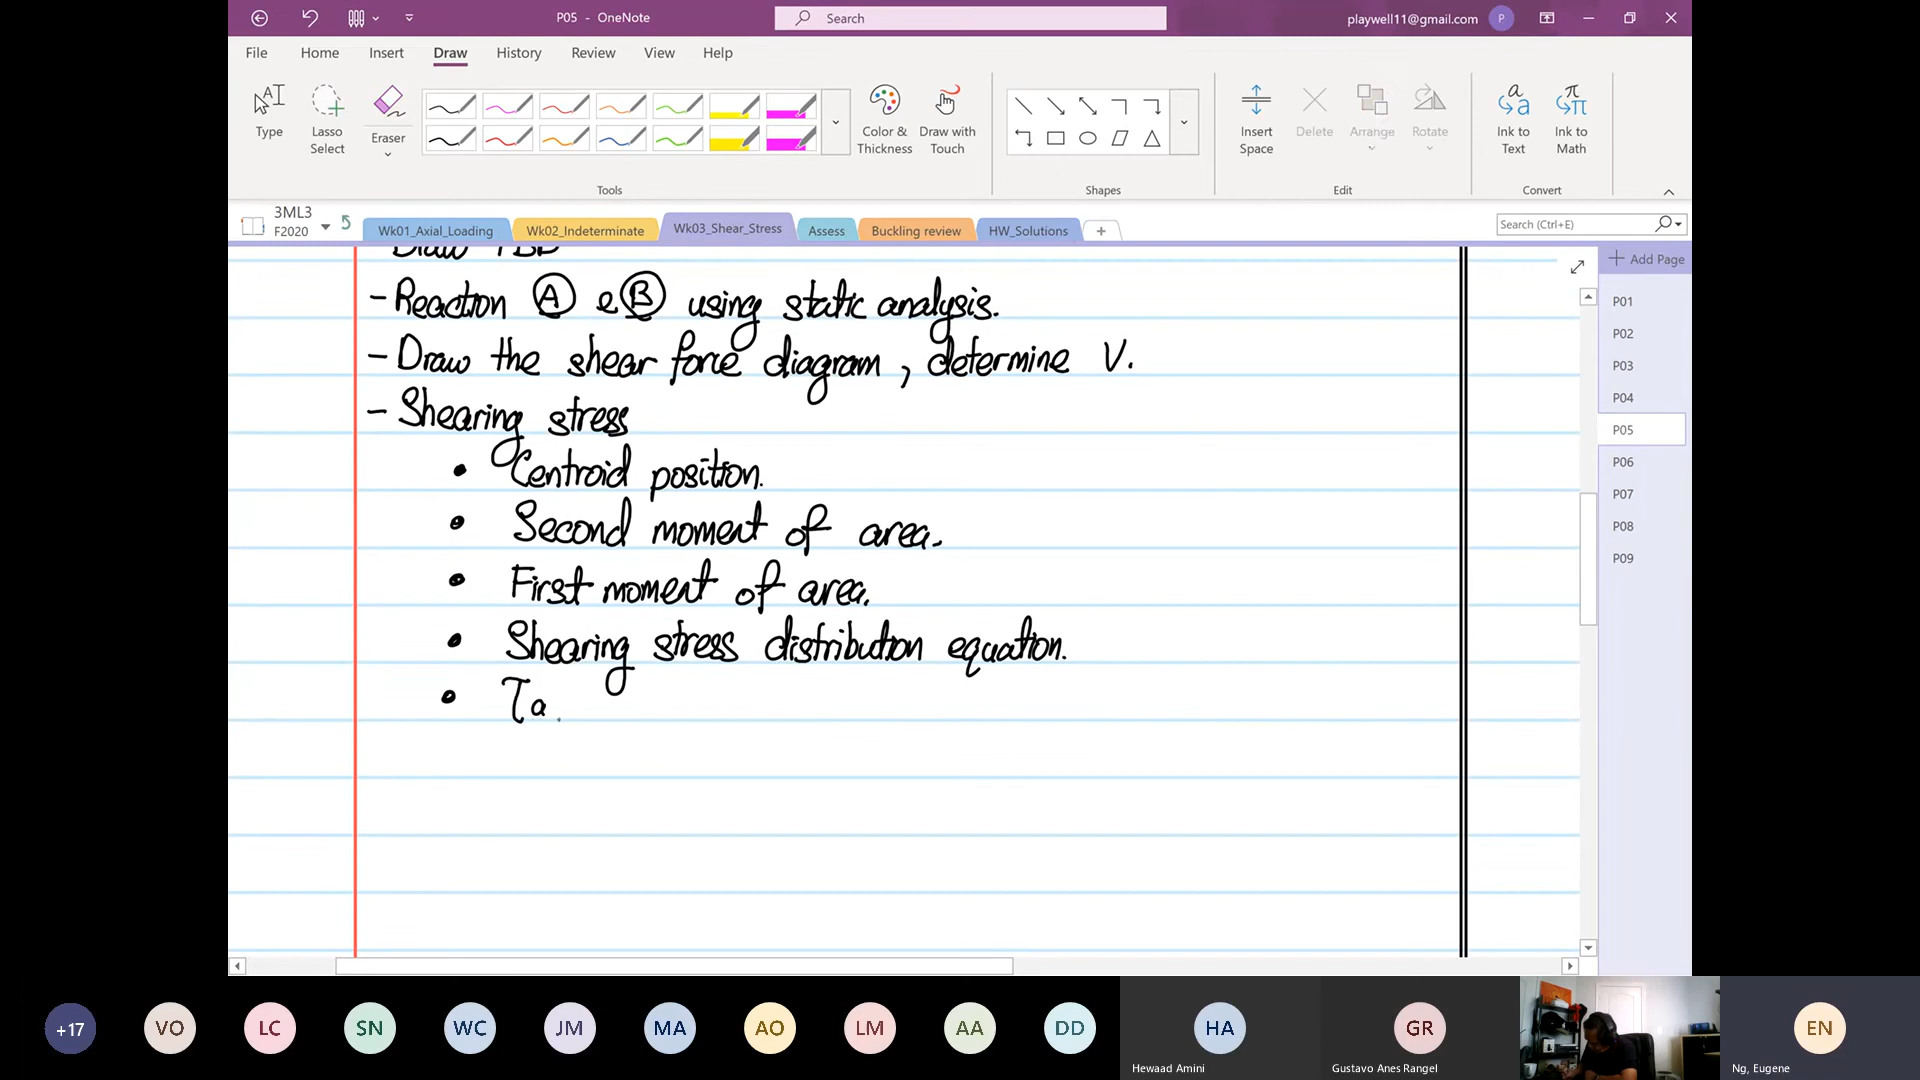 P05 - OneNote
Search
playwell11@gmail.com
P
File Home Insert Draw History Review View Help
Type
Lasso Select
Eraser
Color & Thickness
Draw with Touch
Insert Space
Delete
Arrange
Rotate
Ink to Text
Ink to Math
Tools
Shapes
Edit
Convert
3ML3 F2020
Wk01_Axial_Loading Wk02_Indeterminate Wk03_Shear_Stress Assess Buckling review HW_Solutions
Search (Ctrl+E)
Add Page
P01
P02
P03
P04
P05
P06
P07
P08
P09
Draw FBD
- Reaction A e B using static analysis.
- Draw the shear force diagram, determine V.
- Shearing stress
• Centroid position.
• Second moment of area.
• First moment of area.
• Shearing stress distribution equation.
• τa.
+17 VO LC SN WC JM MA AO LM AA DD HA GR EN
Hewaad Amini
Gustavo Anes Rangel
Ng, Eugene